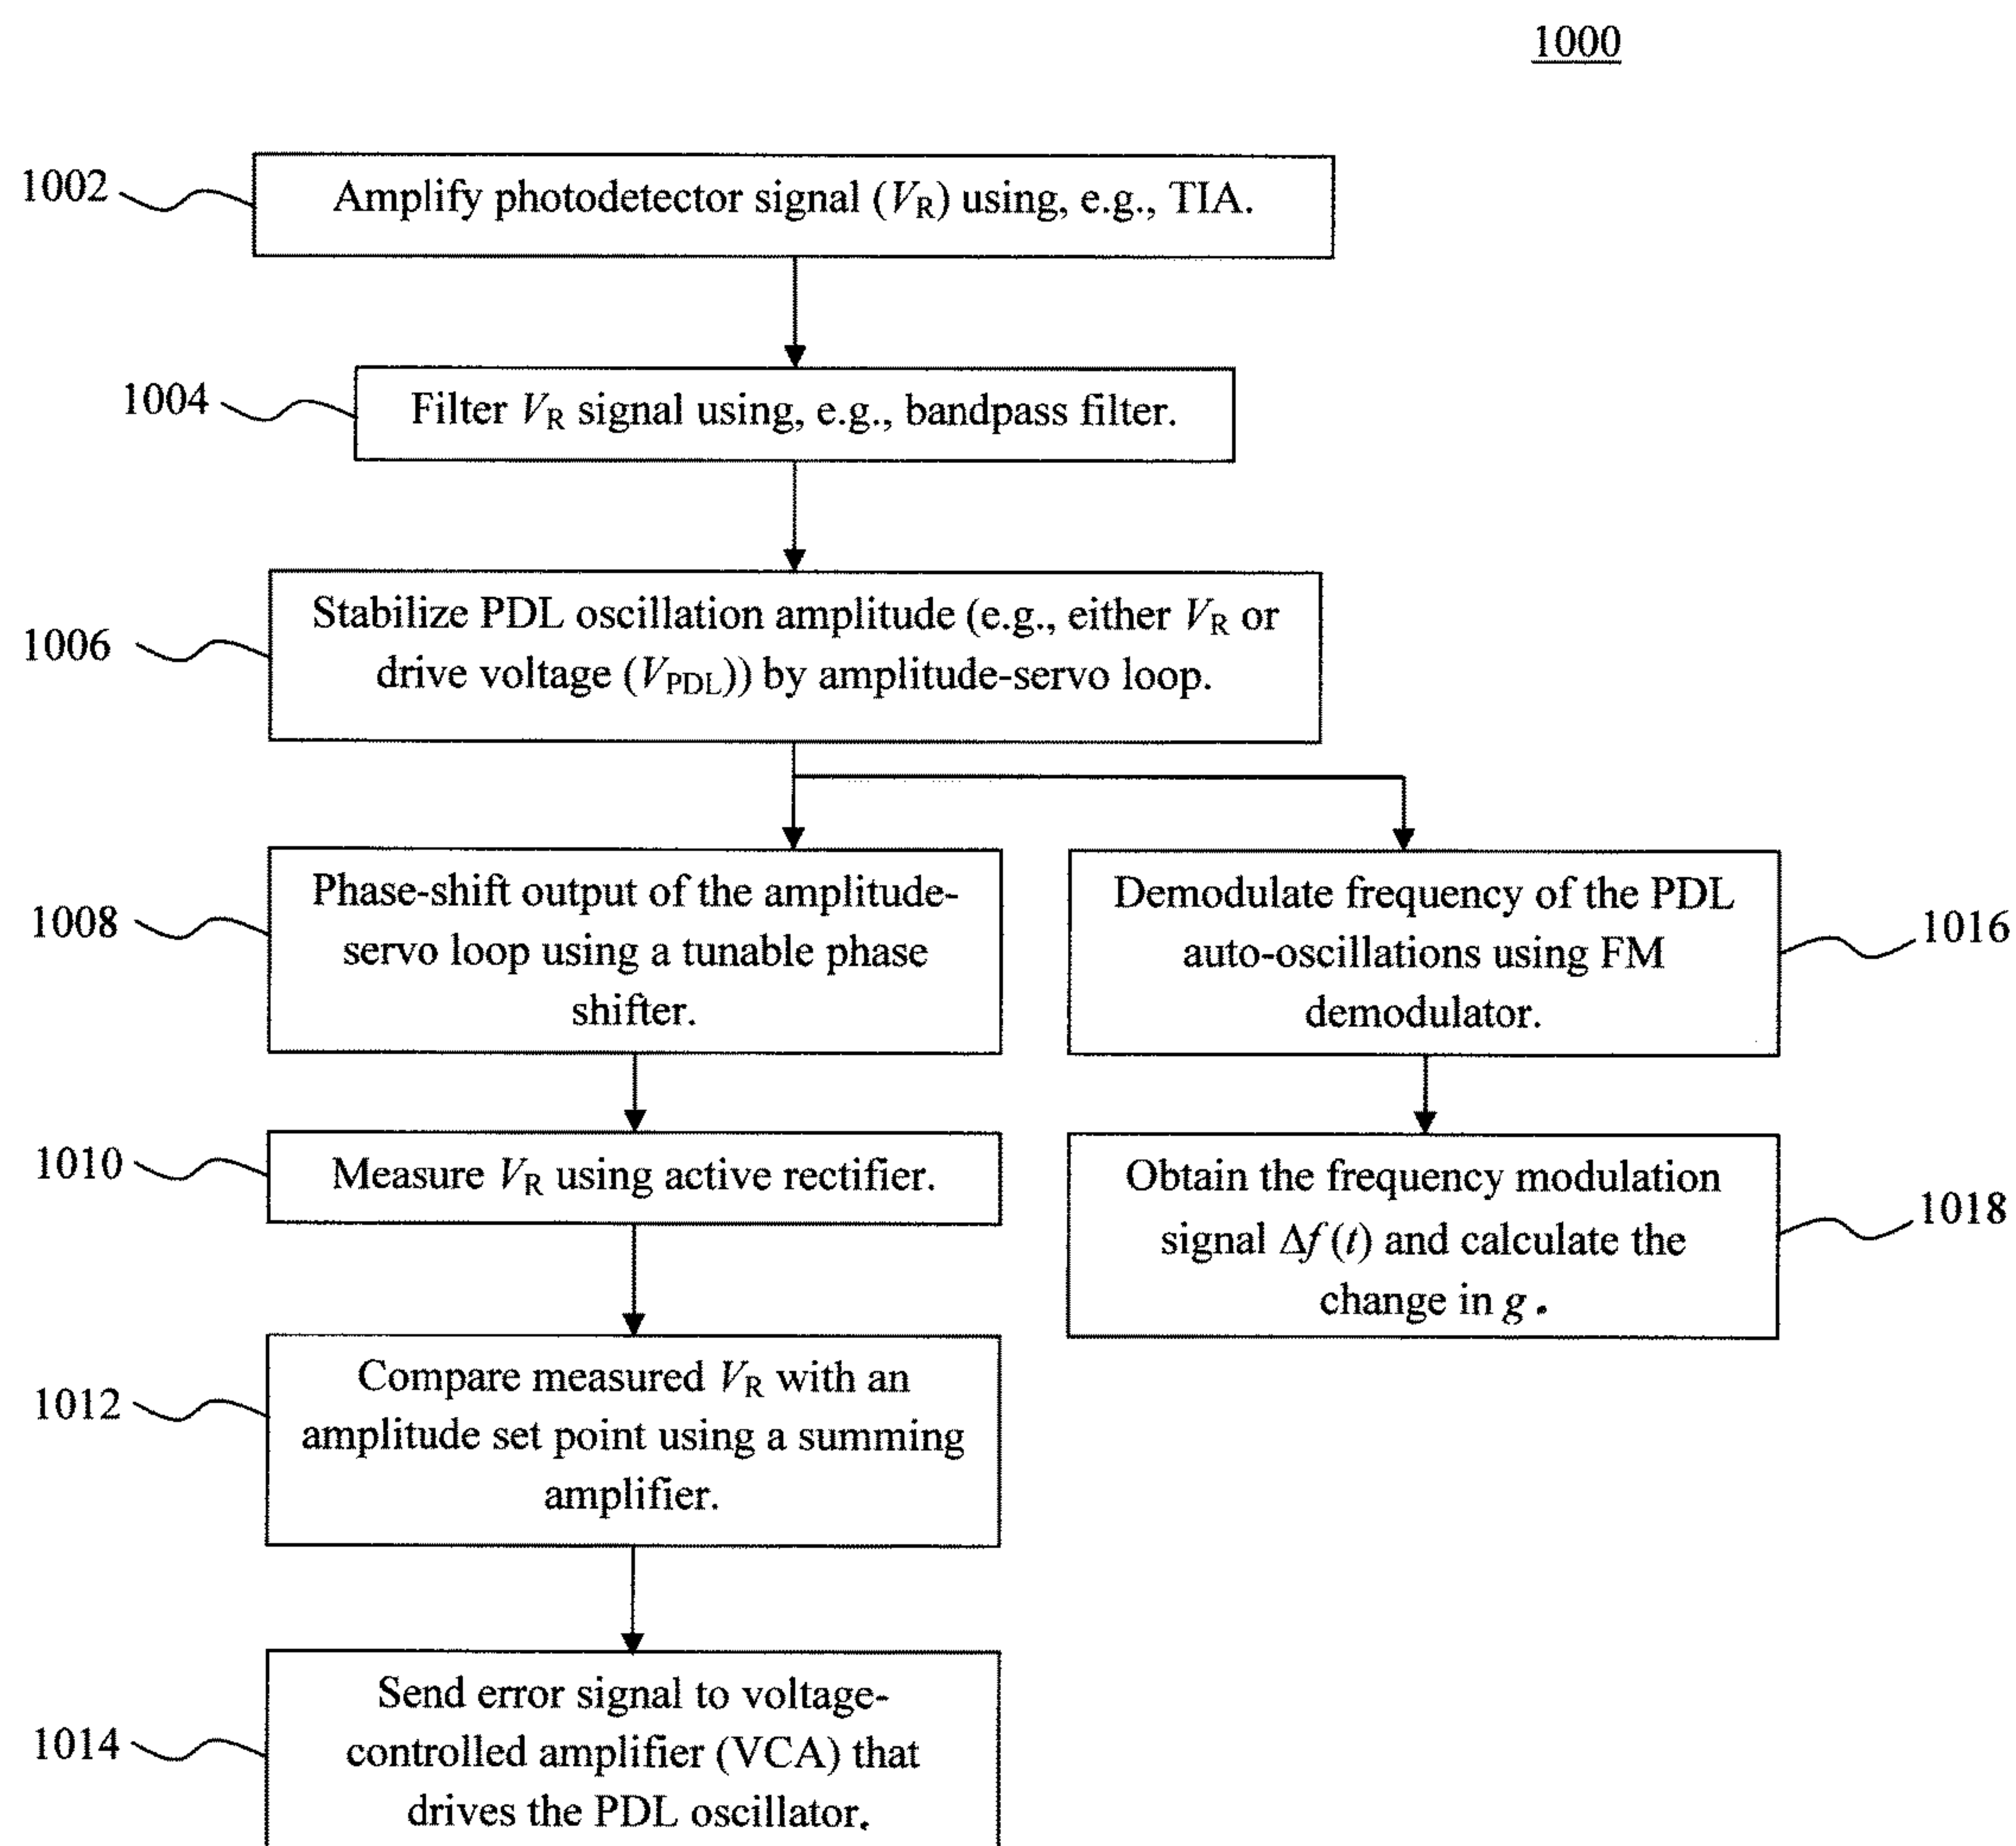 1000
1002
Amplify photodetector signal (VR) using, e.g., TIA.
1004
Filter VR signal using, e.g., bandpass filter.
1006
Stabilize PDL oscillation amplitude (e.g., either VR or
drive voltage (VPDL)) by amplitude-servo loop.
1008
Phase-shift output of the amplitude-
servo loop using a tunable phase
shifter.
1016
Demodulate frequency of the PDL
auto-oscillations using FM
demodulator.
1010
Measure VR using active rectifier.
1018
Obtain the frequency modulation
signal Δf (t) and calculate the
change in g.
1012
Compare measured VR with an
amplitude set point using a summing
amplifier.
1014
Send error signal to voltage-
controlled amplifier (VCA) that
drives the PDL oscillator.